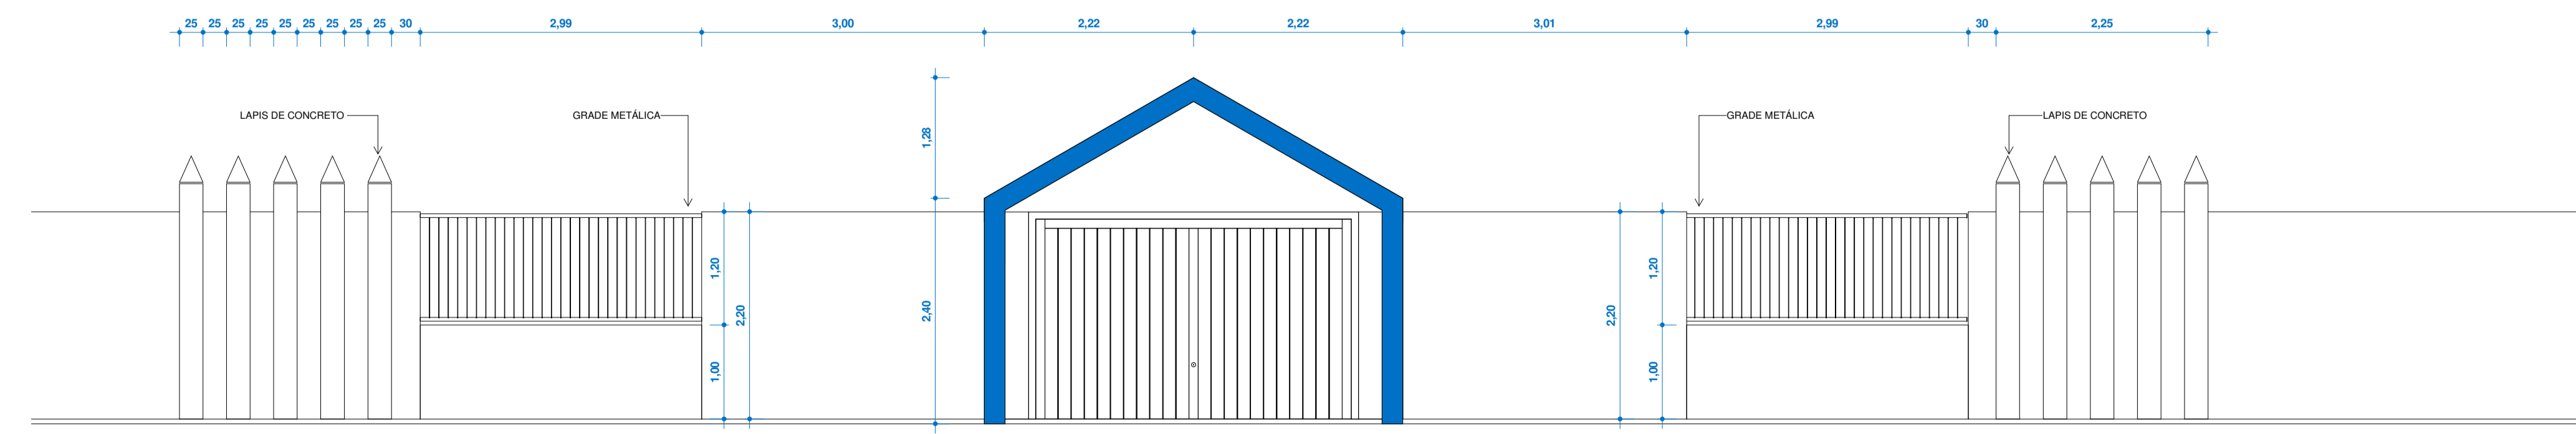 25 25 25 25 25 25 25 25 25 30 2,99 3,00 2,22 2,22 3,01 2,99 30 2,25
LAPIS DE CONCRETO
GRADE METÁLICA
1,28
GRADE METÁLICA
LAPIS DE CONCRETO
1,20
2,20
1,00
2,40
2,20
1,20
1,00